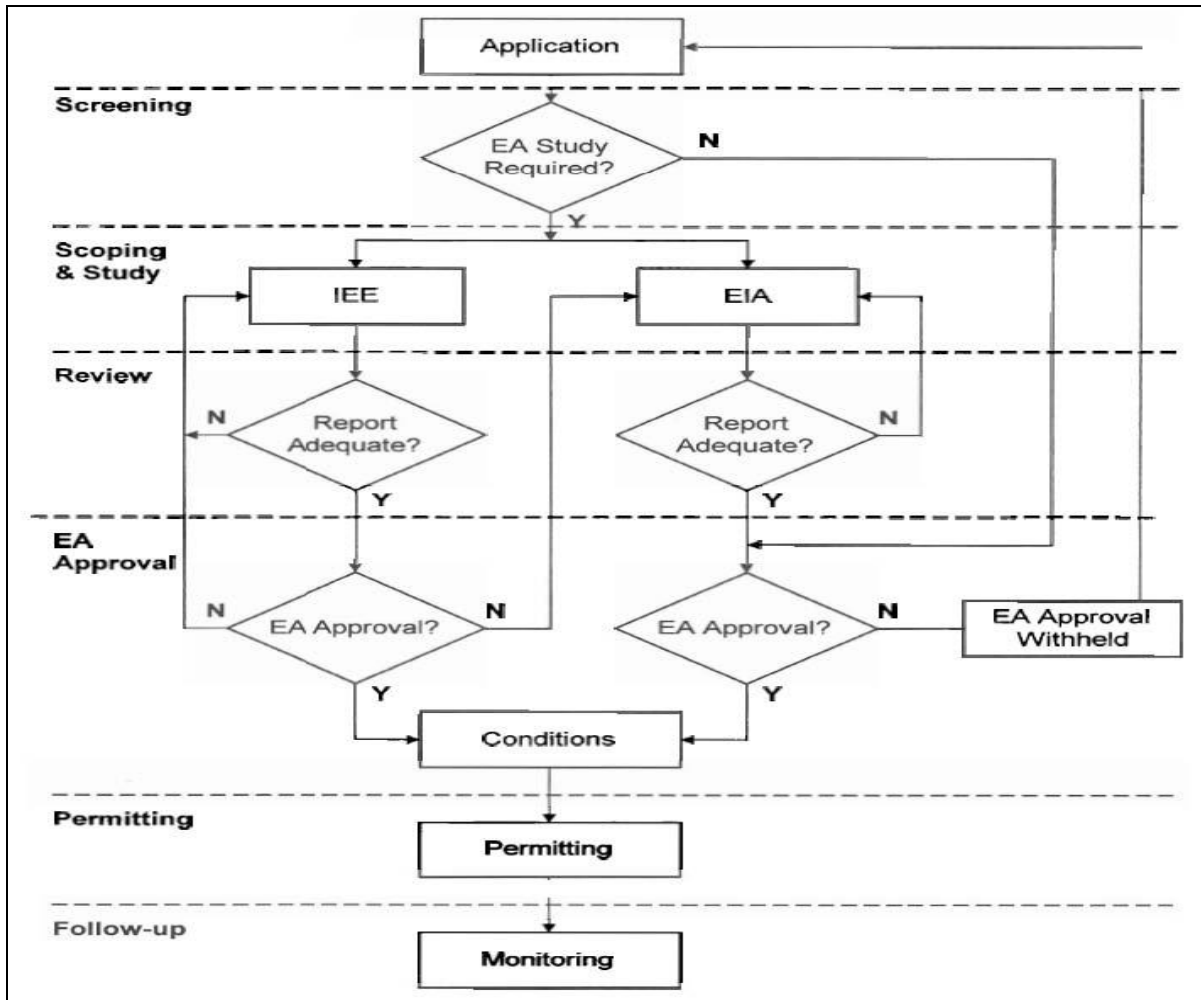 Application
Screening
EA Study
Required?
N
Y
Scoping
& Study
IEE
EIA
Review
N
Report
Adequate?
Report
Adequate?
N
Y
Y
EA
Approval
N
EA Approval?
N
EA Approval?
N
EA Approval
Withheld
Y
Y
Conditions
Permitting
Permitting
Follow-up
Monitoring